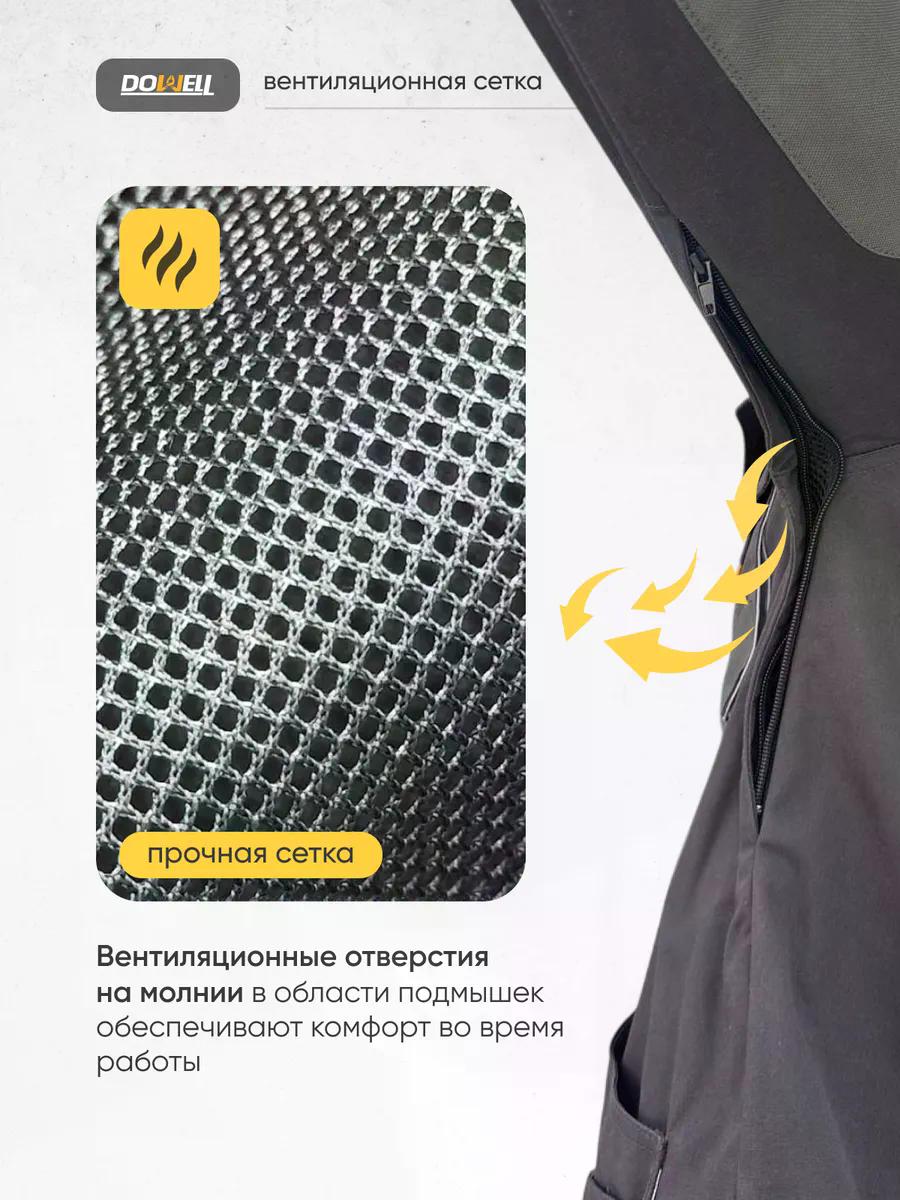 DOWELL
вентиляционная сетка
прочная сетка
Вентиляционные отверстия
на молнии в области подмышек
обеспечивают комфорт во время
работы